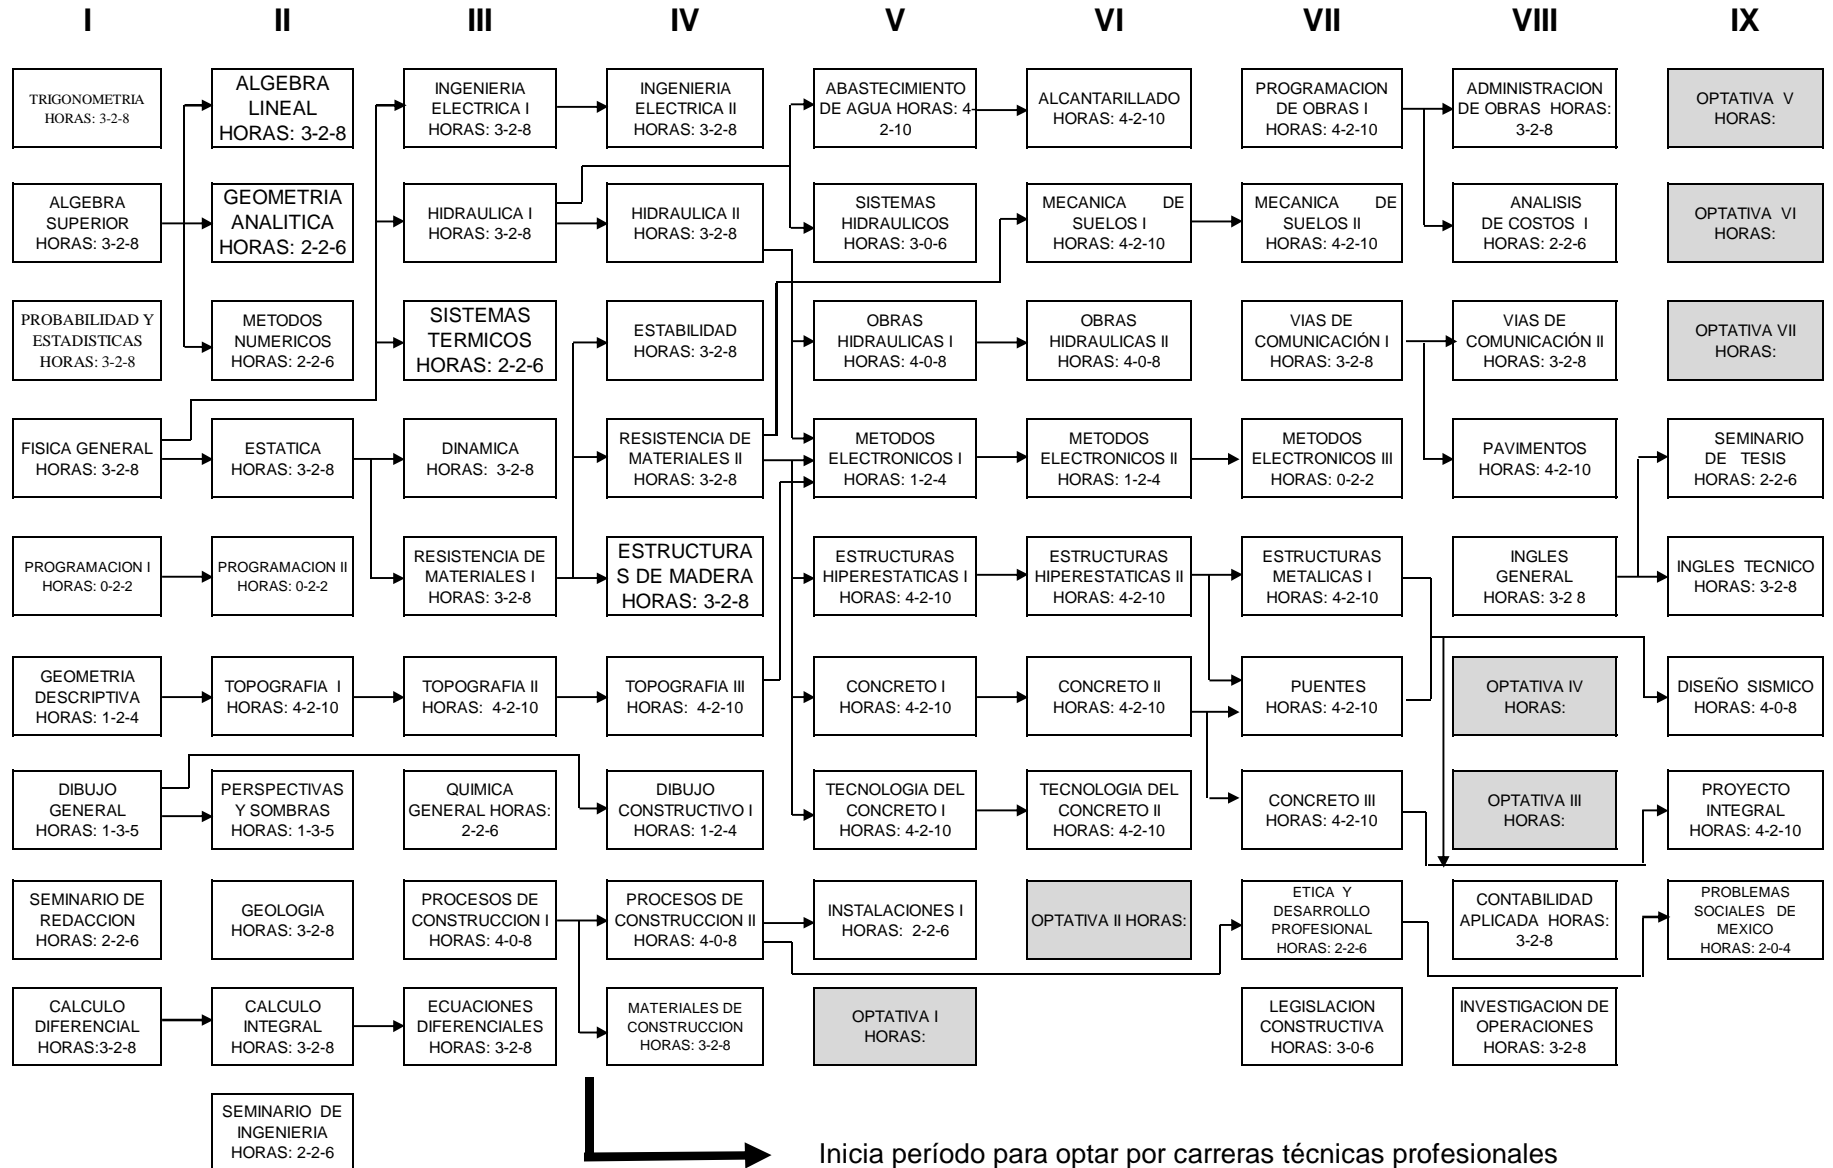 I II III IV V VI VII VIII IX
TRIGONOMETRIA
HORAS: 3-2-8
ALGEBRA
LINEAL
HORAS: 3-2-8
INGENIERIA
ELECTRICA I
HORAS: 3-2-8
INGENIERIA
ELECTRICA II
HORAS: 3-2-8
ABASTECIMIENTO
DE AGUA HORAS: 4-
2-10
ALCANTARILLADO
HORAS: 4-2-10
PROGRAMACION
DE OBRAS I
HORAS: 4-2-10
ADMINISTRACION
DE OBRAS HORAS:
3-2-8
OPTATIVA V
HORAS:
ALGEBRA
SUPERIOR
HORAS: 3-2-8
GEOMETRIA
ANALITICA
HORAS: 2-2-6
HIDRAULICA I
HORAS: 3-2-8
HIDRAULICA II
HORAS: 3-2-8
SISTEMAS
HIDRAULICOS
HORAS: 3-0-6
MECANICA DE
SUELOS I
HORAS: 4-2-10
MECANICA DE
SUELOS II
HORAS: 4-2-10
ANALISIS
DE COSTOS I
HORAS: 2-2-6
OPTATIVA VI
HORAS:
PROBABILIDAD Y
ESTADISTICAS
HORAS: 3-2-8
METODOS
NUMERICOS
HORAS: 2-2-6
SISTEMAS
TERMICOS
HORAS: 2-2-6
ESTABILIDAD
HORAS: 3-2-8
OBRAS
HIDRAULICAS I
HORAS: 4-0-8
OBRAS
HIDRAULICAS II
HORAS: 4-0-8
VIAS DE
COMUNICACIÓN I
HORAS: 3-2-8
VIAS DE
COMUNICACIÓN II
HORAS: 3-2-8
OPTATIVA VII
HORAS:
FISICA GENERAL
HORAS: 3-2-8
ESTATICA
HORAS: 3-2-8
DINAMICA
HORAS: 3-2-8
RESISTENCIA DE
MATERIALES II
HORAS: 3-2-8
METODOS
ELECTRONICOS I
HORAS: 1-2-4
METODOS
ELECTRONICOS II
HORAS: 1-2-4
METODOS
ELECTRONICOS III
HORAS: 0-2-2
PAVIMENTOS
HORAS: 4-2-10
SEMINARIO
DE TESIS
HORAS: 2-2-6
PROGRAMACION I
HORAS: 0-2-2
PROGRAMACION II
HORAS: 0-2-2
RESISTENCIA DE
MATERIALES I
HORAS: 3-2-8
ESTRUCTURA
S DE MADERA
HORAS: 3-2-8
ESTRUCTURAS
HIPERESTATICAS I
HORAS: 4-2-10
ESTRUCTURAS
HIPERESTATICAS II
HORAS: 4-2-10
ESTRUCTURAS
METALICAS I
HORAS: 4-2-10
INGLES
GENERAL
HORAS: 3-2 8
INGLES TECNICO
HORAS: 3-2-8
GEOMETRIA
DESCRIPTIVA
HORAS: 1-2-4
TOPOGRAFIA I
HORAS: 4-2-10
TOPOGRAFIA II
HORAS: 4-2-10
TOPOGRAFIA III
HORAS: 4-2-10
CONCRETO I
HORAS: 4-2-10
CONCRETO II
HORAS: 4-2-10
PUENTES
HORAS: 4-2-10
OPTATIVA IV
HORAS:
DISEÑO SISMICO
HORAS: 4-0-8
DIBUJO
GENERAL
HORAS: 1-3-5
PERSPECTIVAS
Y SOMBRAS
HORAS: 1-3-5
QUIMICA
GENERAL HORAS:
2-2-6
DIBUJO
CONSTRUCTIVO I
HORAS: 1-2-4
TECNOLOGIA DEL
CONCRETO I
HORAS: 4-2-10
TECNOLOGIA DEL
CONCRETO II
HORAS: 4-2-10
CONCRETO III
HORAS: 4-2-10
OPTATIVA III
HORAS:
PROYECTO
INTEGRAL
HORAS: 4-2-10
SEMINARIO DE
REDACCION
HORAS: 2-2-6
GEOLOGIA
HORAS: 3-2-8
PROCESOS DE
CONSTRUCCION I
HORAS: 4-0-8
PROCESOS DE
CONSTRUCCION II
HORAS: 4-0-8
INSTALACIONES I
HORAS: 2-2-6
OPTATIVA II HORAS:
ETICA Y
DESARROLLO
PROFESIONAL
HORAS: 2-2-6
CONTABILIDAD
APLICADA HORAS:
3-2-8
PROBLEMAS
SOCIALES DE
MEXICO
HORAS: 2-0-4
CALCULO
DIFERENCIAL
HORAS:3-2-8
CALCULO
INTEGRAL
HORAS: 3-2-8
ECUACIONES
DIFERENCIALES
HORAS: 3-2-8
MATERIALES DE
CONSTRUCCION
HORAS: 3-2-8
OPTATIVA I
HORAS:
LEGISLACION
CONSTRUCTIVA
HORAS: 3-0-6
INVESTIGACION DE
OPERACIONES
HORAS: 3-2-8
SEMINARIO DE
INGENIERIA
HORAS: 2-2-6
Inicia período para optar por carreras técnicas profesionales